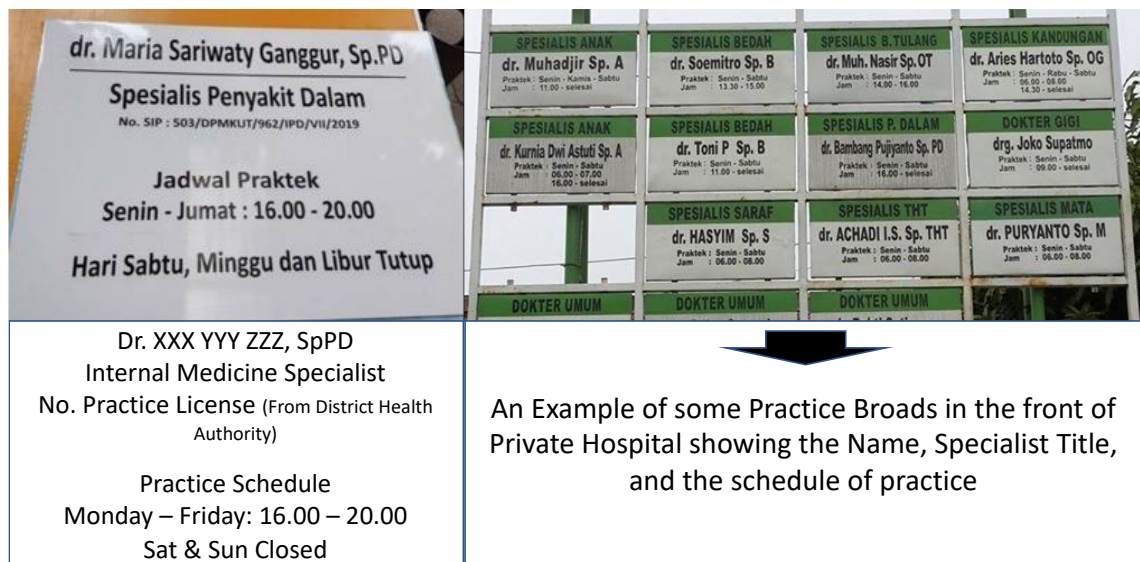 dr. Maria Sariwaty Ganggur, Sp.PD
Spesialis Penyakit Dalam
No. SIP : 503/DPMKUT/962/IPD/VII/2019
Jadwal Praktek
Senin - Jumat : 16.00 - 20.00
Hari Sabtu, Minggu dan Libur Tutup
SPESIALIS ANAK
dr. Muhadjir Sp. A
Praktek : Senin - Kamis - Sabtu
Jam : 11.00 - selesai
SPESIALIS BEDAH
dr. Soemitro Sp. B
Praktek : Senin - Sabtu
Jam : 13.30 - 15.00
SPESIALIS B.TULANG
dr. Muh. Nasir Sp. OT
Praktek : Senin - Sabtu
Jam : 14.00 - 16.00
SPESIALIS KANDUNGAN
dr. Aries Hartoto Sp. OG
Praktek : Senin - Rabu - Sabtu
Jam : 06.00 - 08.00
14.30 - selesai
SPESIALIS ANAK
dr. Kurnia Dwi Astuti Sp. A
Praktek : Senin - Sabtu
Jam : 06.00 - 07.00
16.00 - selesai
SPESIALIS BEDAH
dr. Toni P Sp. B
Praktek : Senin - Sabtu
Jam : 11.00 - selesai
SPESIALIS P. DALAM
dr. Bambang Pujiyanto Sp. PD
Praktek : Senin - Sabtu
Jam : 16.00 - selesai
DOKTER GIGI
drg. Joko Supatmo
Praktek : Senin - Sabtu
Jam : 09.00 - selesai
SPESIALIS SARAF
dr. HASYIM Sp. S
Praktek : Senin - Sabtu
Jam : 06.00 - 08.00
SPESIALIS THT
dr. ACHADI I.S. Sp. THT
Praktek : Senin - Sabtu
Jam : 06.00 - 08.00
SPESIALIS MATA
dr. PURYANTO Sp. M
Praktek : Senin - Sabtu
Jam : 06.00 - 08.00
DOKTER UMUM
DOKTER UMUM
DOKTER UMUM
Dr. XXX YYY ZZZ, SpPD
Internal Medicine Specialist
No. Practice License (From District Health
Authority)
Practice Schedule
Monday – Friday: 16.00 – 20.00
Sat & Sun Closed
An Example of some Practice Broads in the front of
Private Hospital showing the Name, Specialist Title,
and the schedule of practice